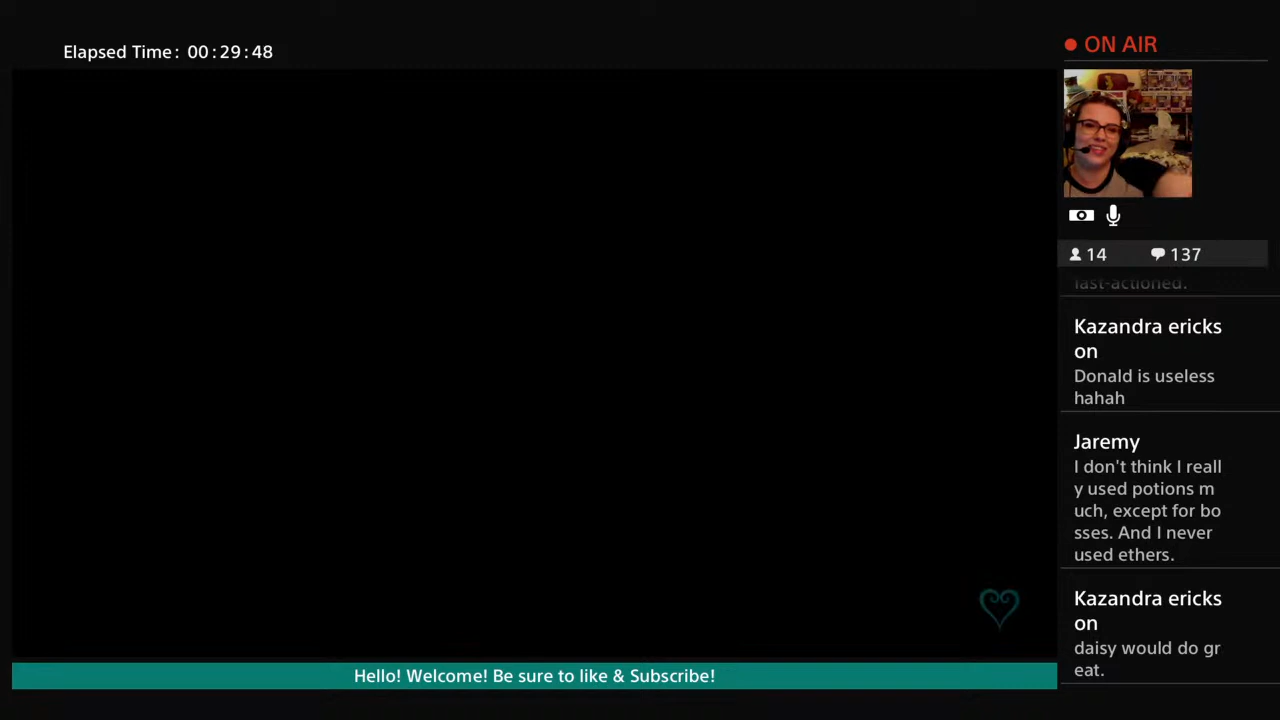 Elapsed Time: 00:29:48
ON AIR
14 137
last-actioned.
Kazandra ericks
on
Donald is useless
hahah
Jaremy
I don't think I reall
y used potions m
uch, except for bo
sses. And I never
used ethers.
Kazandra ericks
on
daisy would do gr
eat.
Hello! Welcome! Be sure to like & Subscribe!